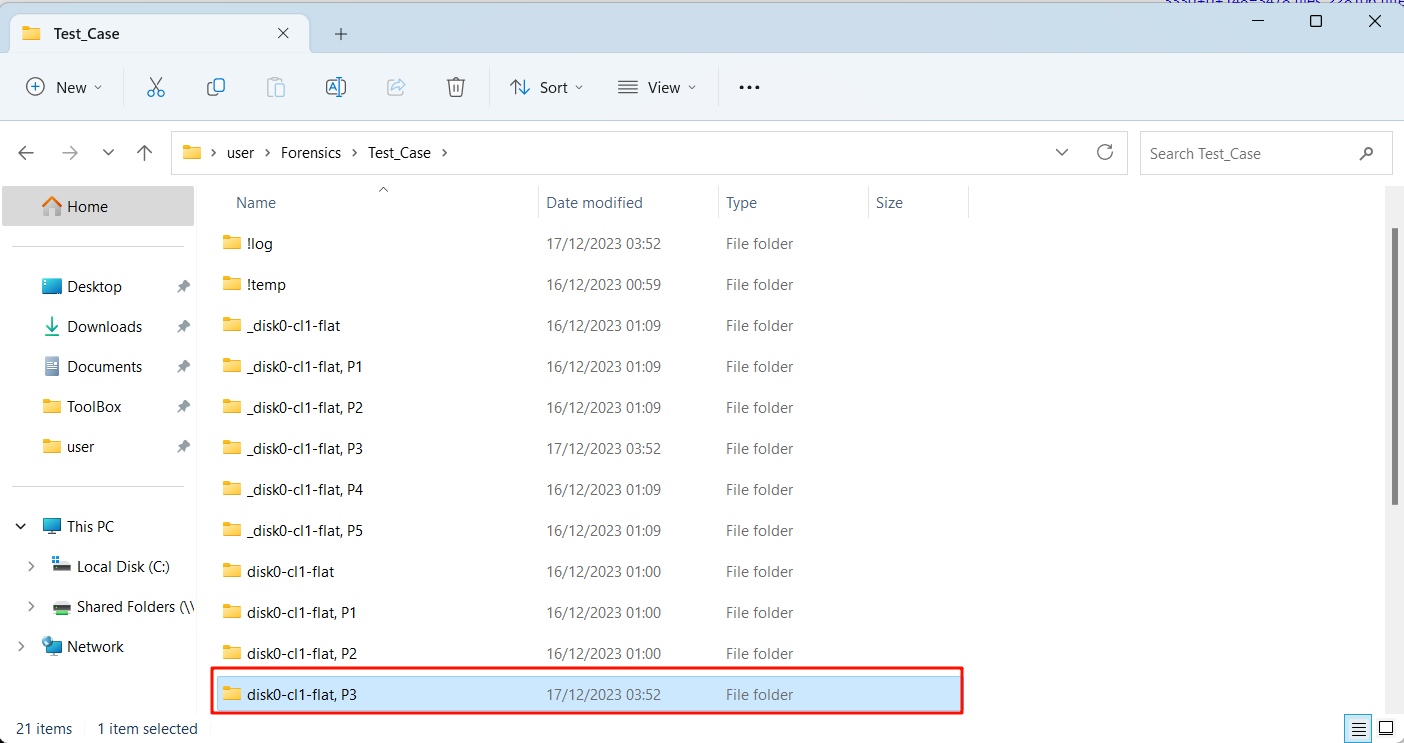 Test_Case
New
Sort
View
user
Forensics
Test_Case
Search Test_Case
Home
Desktop
Downloads
Documents
ToolBox
user
This PC
Local Disk (C:)
Shared Folders (\\
Network
Name Date modified Type Size
!log 17/12/2023 03:52 File folder
!temp 16/12/2023 00:59 File folder
_disk0-cl1-flat 16/12/2023 01:09 File folder
_disk0-cl1-flat, P1 16/12/2023 01:09 File folder
_disk0-cl1-flat, P2 16/12/2023 01:09 File folder
_disk0-cl1-flat, P3 17/12/2023 03:52 File folder
_disk0-cl1-flat, P4 16/12/2023 01:09 File folder
_disk0-cl1-flat, P5 16/12/2023 01:09 File folder
disk0-cl1-flat 16/12/2023 01:00 File folder
disk0-cl1-flat, P1 16/12/2023 01:00 File folder
disk0-cl1-flat, P2 16/12/2023 01:00 File folder
disk0-cl1-flat, P3 17/12/2023 03:52 File folder
21 items 1 item selected